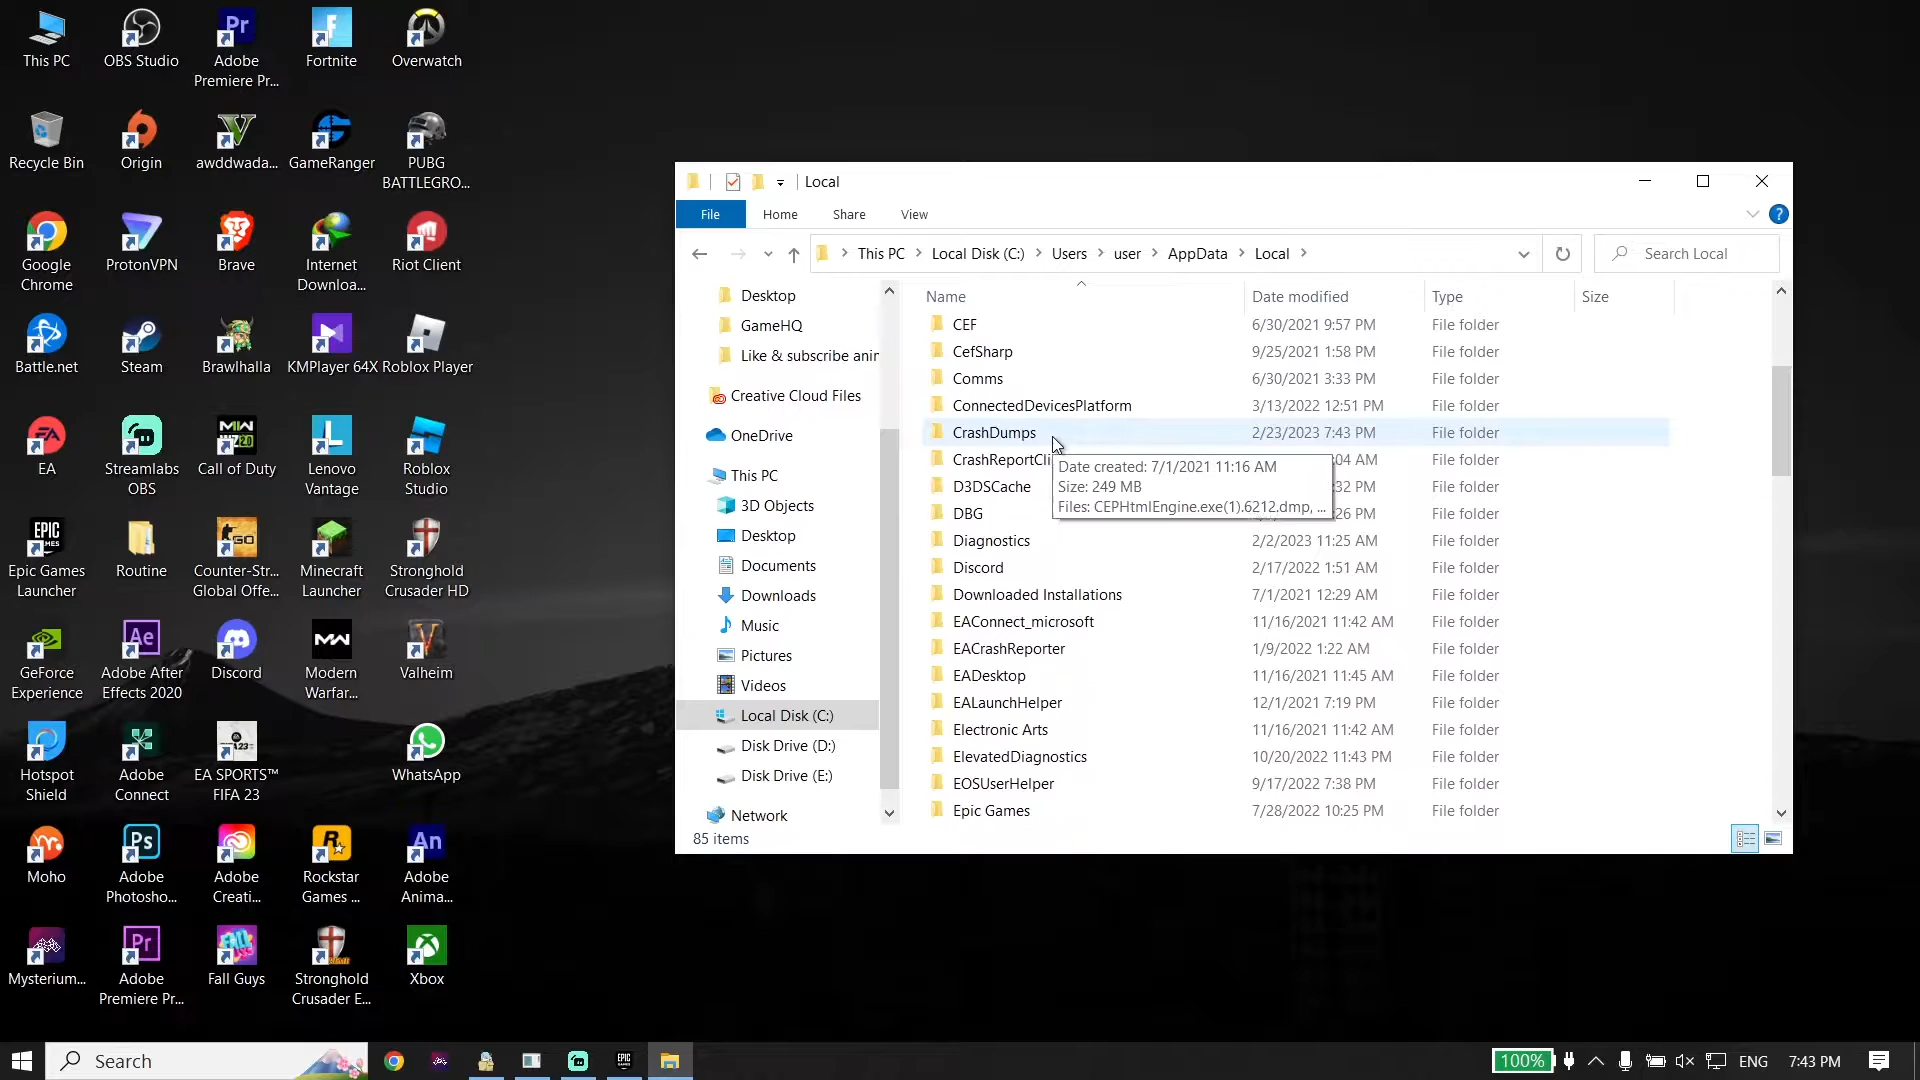 This PC
OBS Studio
Adobe
Premiere Pr...
Fortnite
Overwatch
Recycle Bin
Origin
awddwada...
GameRanger
PUBG
BATTLEGRO...
Google
Chrome
ProtonVPN
Brave
Internet
Downloa...
Riot Client
Battle.net
Steam
Brawlhalla
KMPlayer 64X
Roblox Player
EA
Streamlabs
OBS
Call of Duty
Lenovo
Vantage
Roblox
Studio
Epic Games
Launcher
Routine
Counter-Str...
Global Offe...
Minecraft
Launcher
Stronghold
Crusader HD
GeForce
Experience
Adobe After
Effects 2020
Discord
Modern
Warfar...
Valheim
Hotspot
Shield
Adobe
Connect
EA SPORTS™
FIFA 23
WhatsApp
Moho
Adobe
Photosho...
Adobe
Creati...
Rockstar
Games ...
Adobe
Anima...
Mysterium...
Adobe
Premiere Pr...
Fall Guys
Stronghold
Crusader E...
Xbox
Local
File Home Share View
This PC Local Disk (C:) Users user AppData Local
Search Local
Desktop
GameHQ
Like & subscribe anir
Creative Cloud Files
OneDrive
This PC
3D Objects
Desktop
Documents
Downloads
Music
Pictures
Videos
Local Disk (C:)
Disk Drive (D:)
Disk Drive (E:)
Network
Name Date modified Type Size
CEF 6/30/2021 9:57 PM File folder
CefSharp 9/25/2021 1:58 PM File folder
Comms 6/30/2021 3:33 PM File folder
ConnectedDevicesPlatform 3/13/2022 12:51 PM File folder
CrashDumps 2/23/2023 7:43 PM File folder
CrashReportCli :04 AM File folder
D3DSCache :32 PM File folder
DBG :26 PM File folder
Date created: 7/1/2021 11:16 AM
Size: 249 MB
Files: CEPHtmlEngine.exe(1).6212.dmp, ...
Diagnostics 2/2/2023 11:25 AM File folder
Discord 2/17/2022 1:51 AM File folder
Downloaded Installations 7/1/2021 12:29 AM File folder
EAConnect_microsoft 11/16/2021 11:42 AM File folder
EACrashReporter 1/9/2022 1:22 AM File folder
EADesktop 11/16/2021 11:45 AM File folder
EALaunchHelper 12/1/2021 7:19 PM File folder
Electronic Arts 11/16/2021 11:42 AM File folder
ElevatedDiagnostics 10/20/2022 11:43 PM File folder
EOSUserHelper 9/17/2022 7:38 PM File folder
Epic Games 7/28/2022 10:25 PM File folder
85 items
Search
100%
ENG
7:43 PM